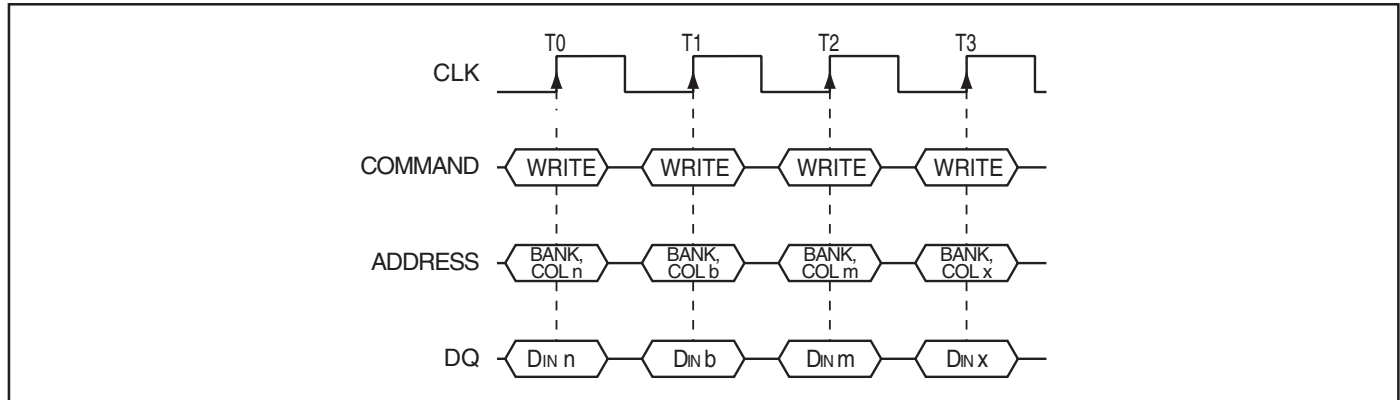 T0 T1 T2 T3
CLK
COMMAND WRITE WRITE WRITE WRITE
ADDRESS BANK, COL n BANK, COL b BANK, COL m BANK, COL x
DQ DIN n DIN b DIN m DIN x